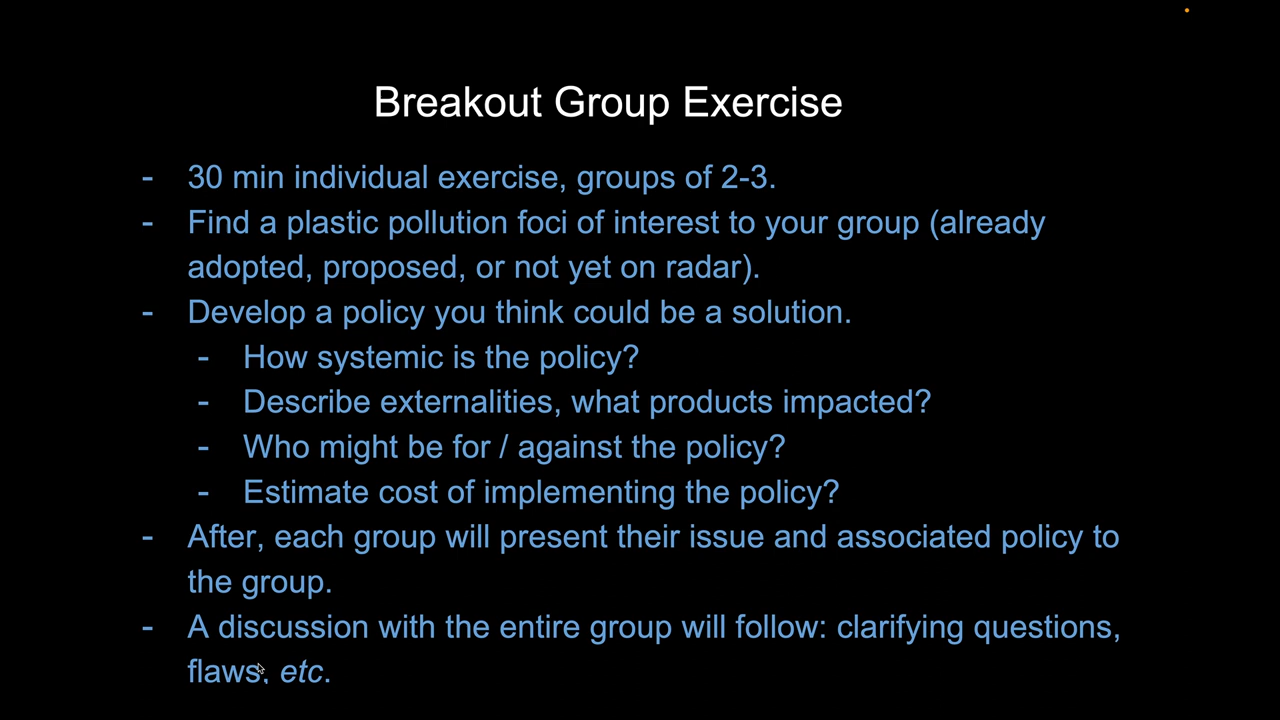 Breakout Group Exercise
- 30 min individual exercise, groups of 2-3.
- Find a plastic pollution foci of interest to your group (already
adopted, proposed, or not yet on radar).
- Develop a policy you think could be a solution.
- How systemic is the policy?
- Describe externalities, what products impacted?
- Who might be for / against the policy?
- Estimate cost of implementing the policy?
- After, each group will present their issue and associated policy to
the group.
- A discussion with the entire group will follow: clarifying questions,
flaws, etc.